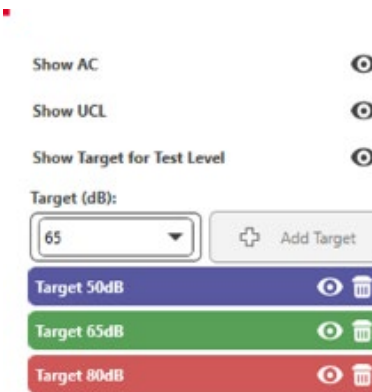 Show AC
Show UCL
Show Target for Test Level
Target (dB):
65 Add Target
Target 50dB
Target 65dB
Target 80dB